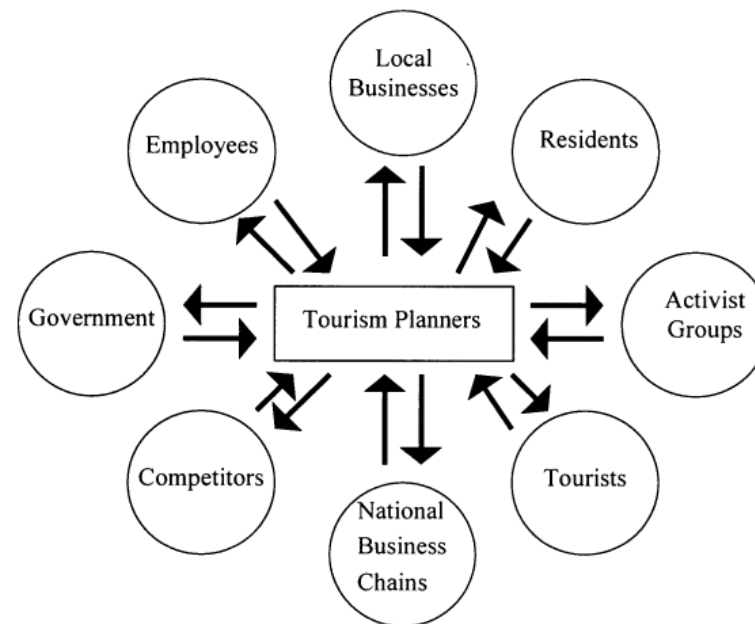 Local
Businesses
Employees
Residents
Government
Tourism Planners
Activist
Groups
Competitors
Tourists
National
Business
Chains